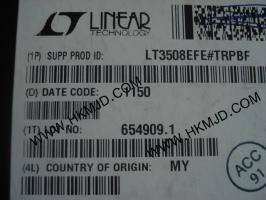 LINEAR
TECHNOLOGY
(1P) SUPP PROD ID: LT3508EFE#TRPBF
(D) DATE CODE: 1150
(1T) NO: 654909.1
(4L) COUNTRY OF ORIGIN: MY
ACC
91
WWW.HKMJD.COM
WWW.HKMJD.COM
WWW.HKMJD.COM